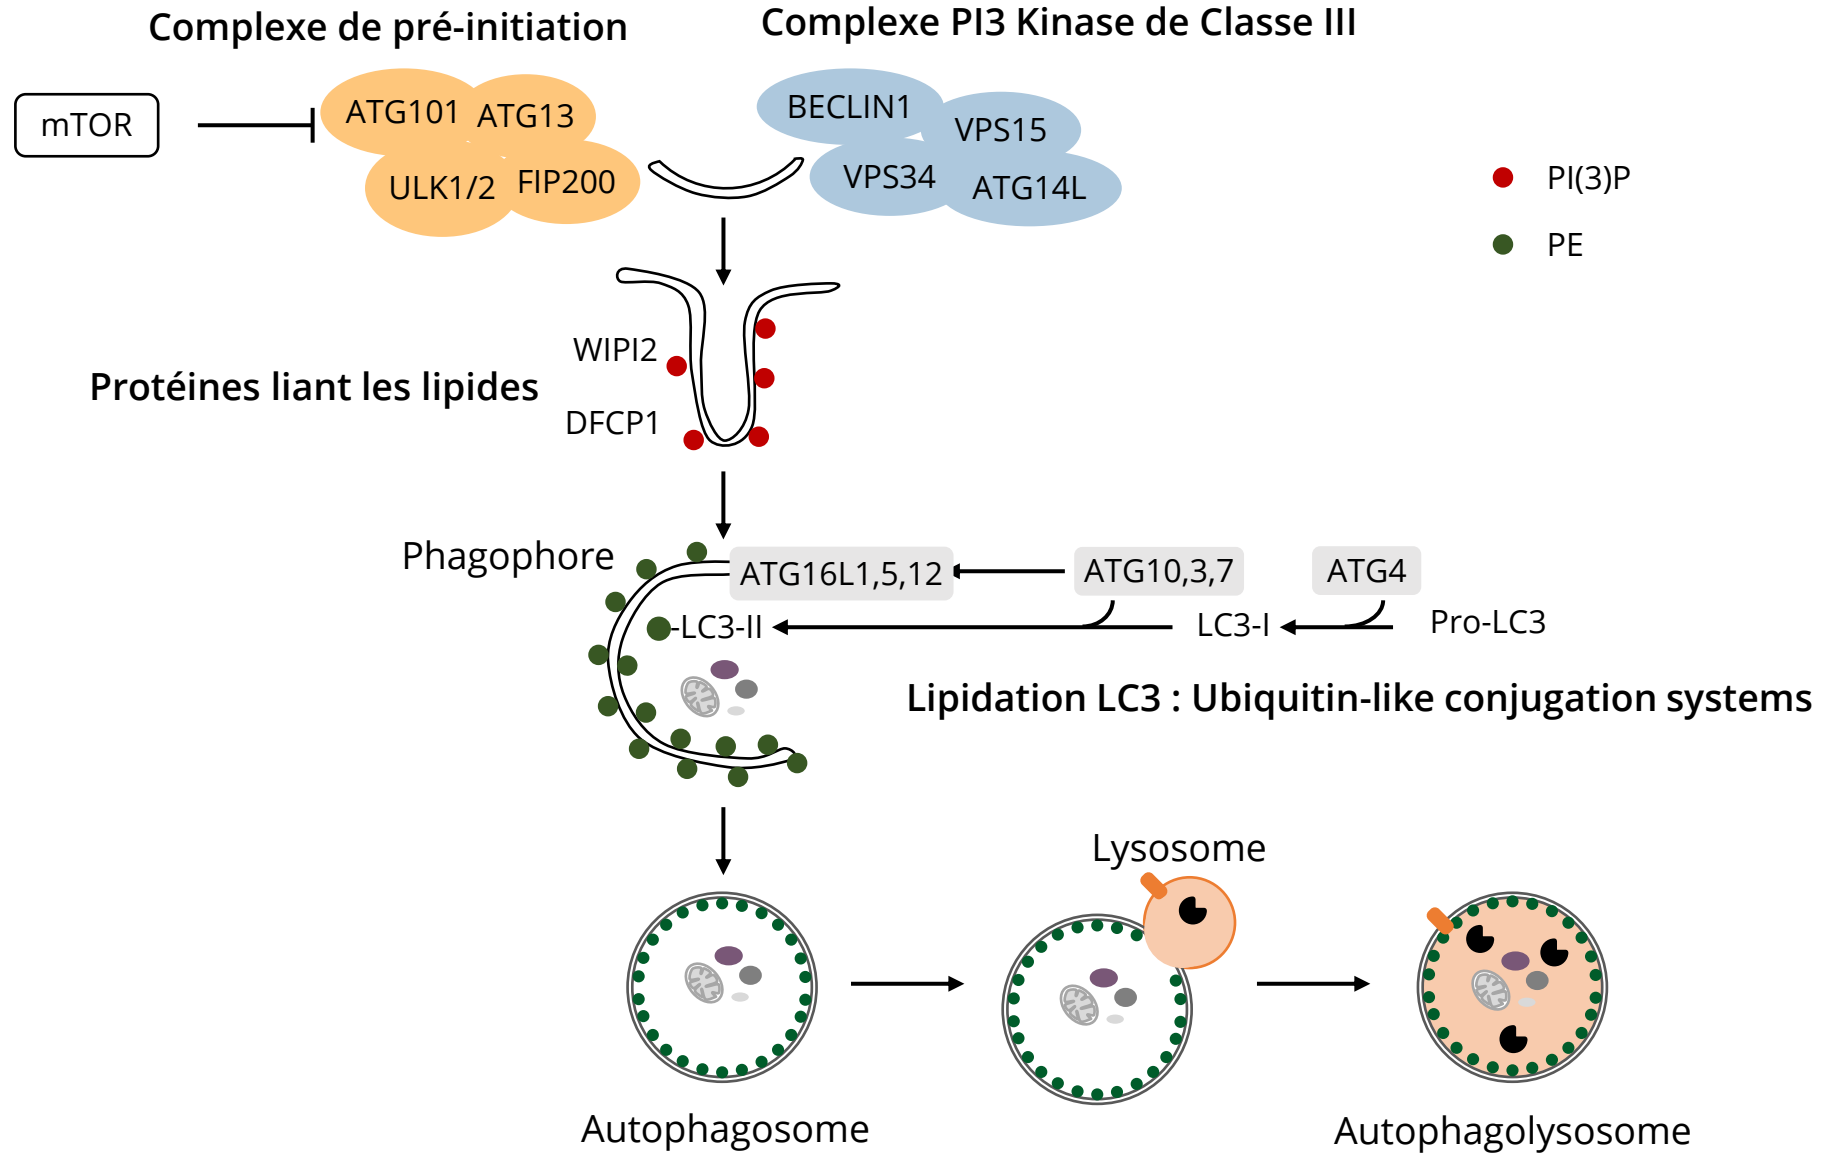 Complexe de pré-initiation
Complexe PI3 Kinase de Classe III
mTOR
ATG101
ATG13
ULK1/2
FIP200
BECLIN1
VPS15
VPS34
ATG14L
PI(3)P
PE
WIPI2
DFCP1
Protéines liant les lipides
Phagophore
ATG16L1,5,12
ATG10,3,7
ATG4
-LC3-II
LC3-I
Pro-LC3
Lipidation LC3 : Ubiquitin-like conjugation systems
Lysosome
Autophagosome
Autophagolysosome